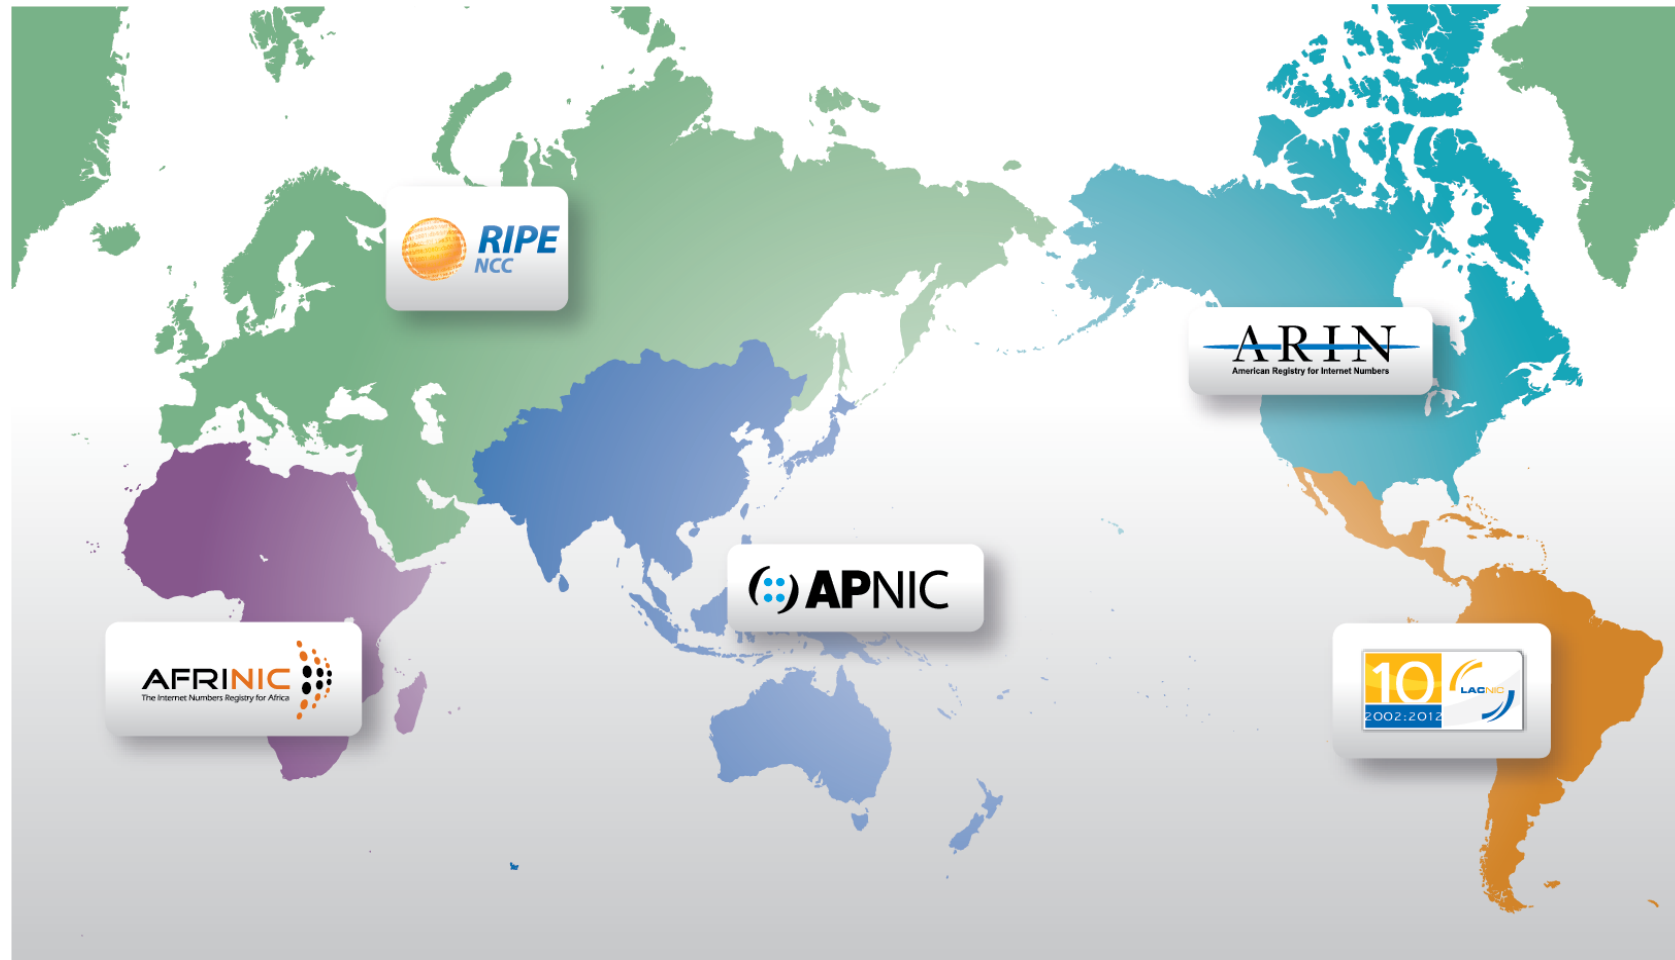 RIPE
NCC
ARIN
American Registry for Internet Numbers
APNIC
AFRINIC
The Internet Numbers Registry for Africa
10
LACNIC
2002:2012